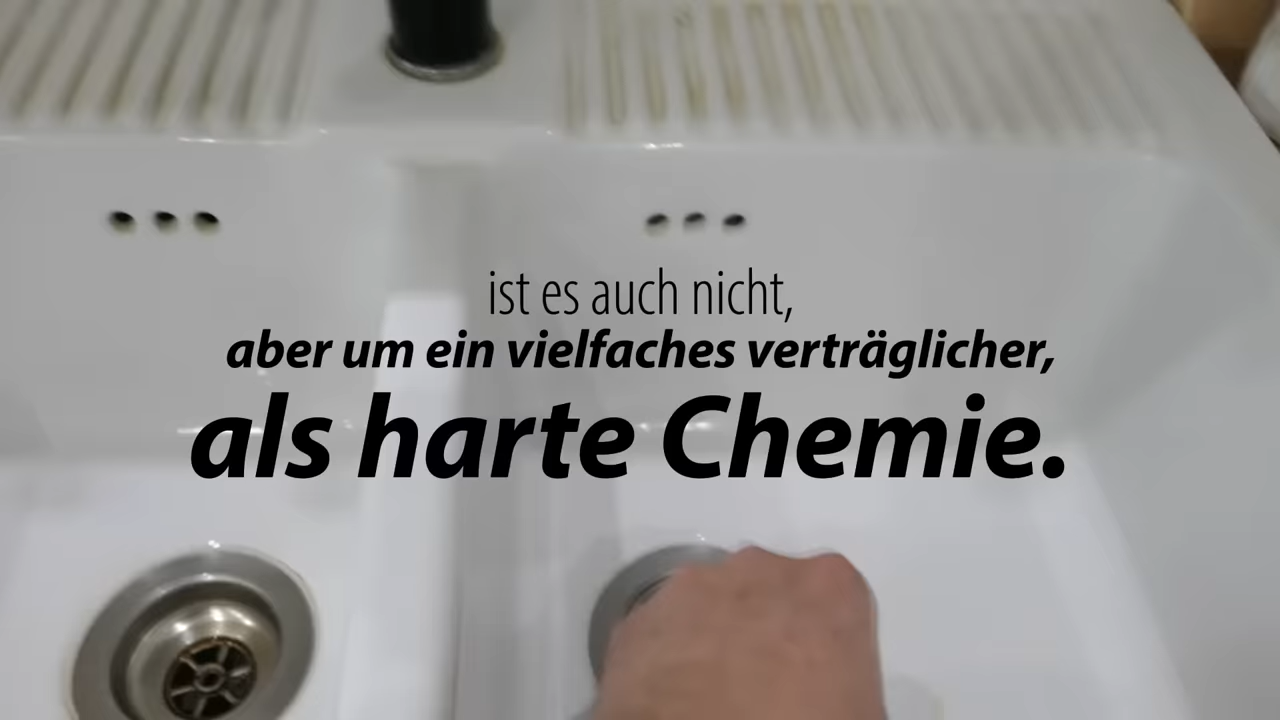 ist es auch nicht,
aber um ein vielfaches verträglicher,
als harte Chemie.